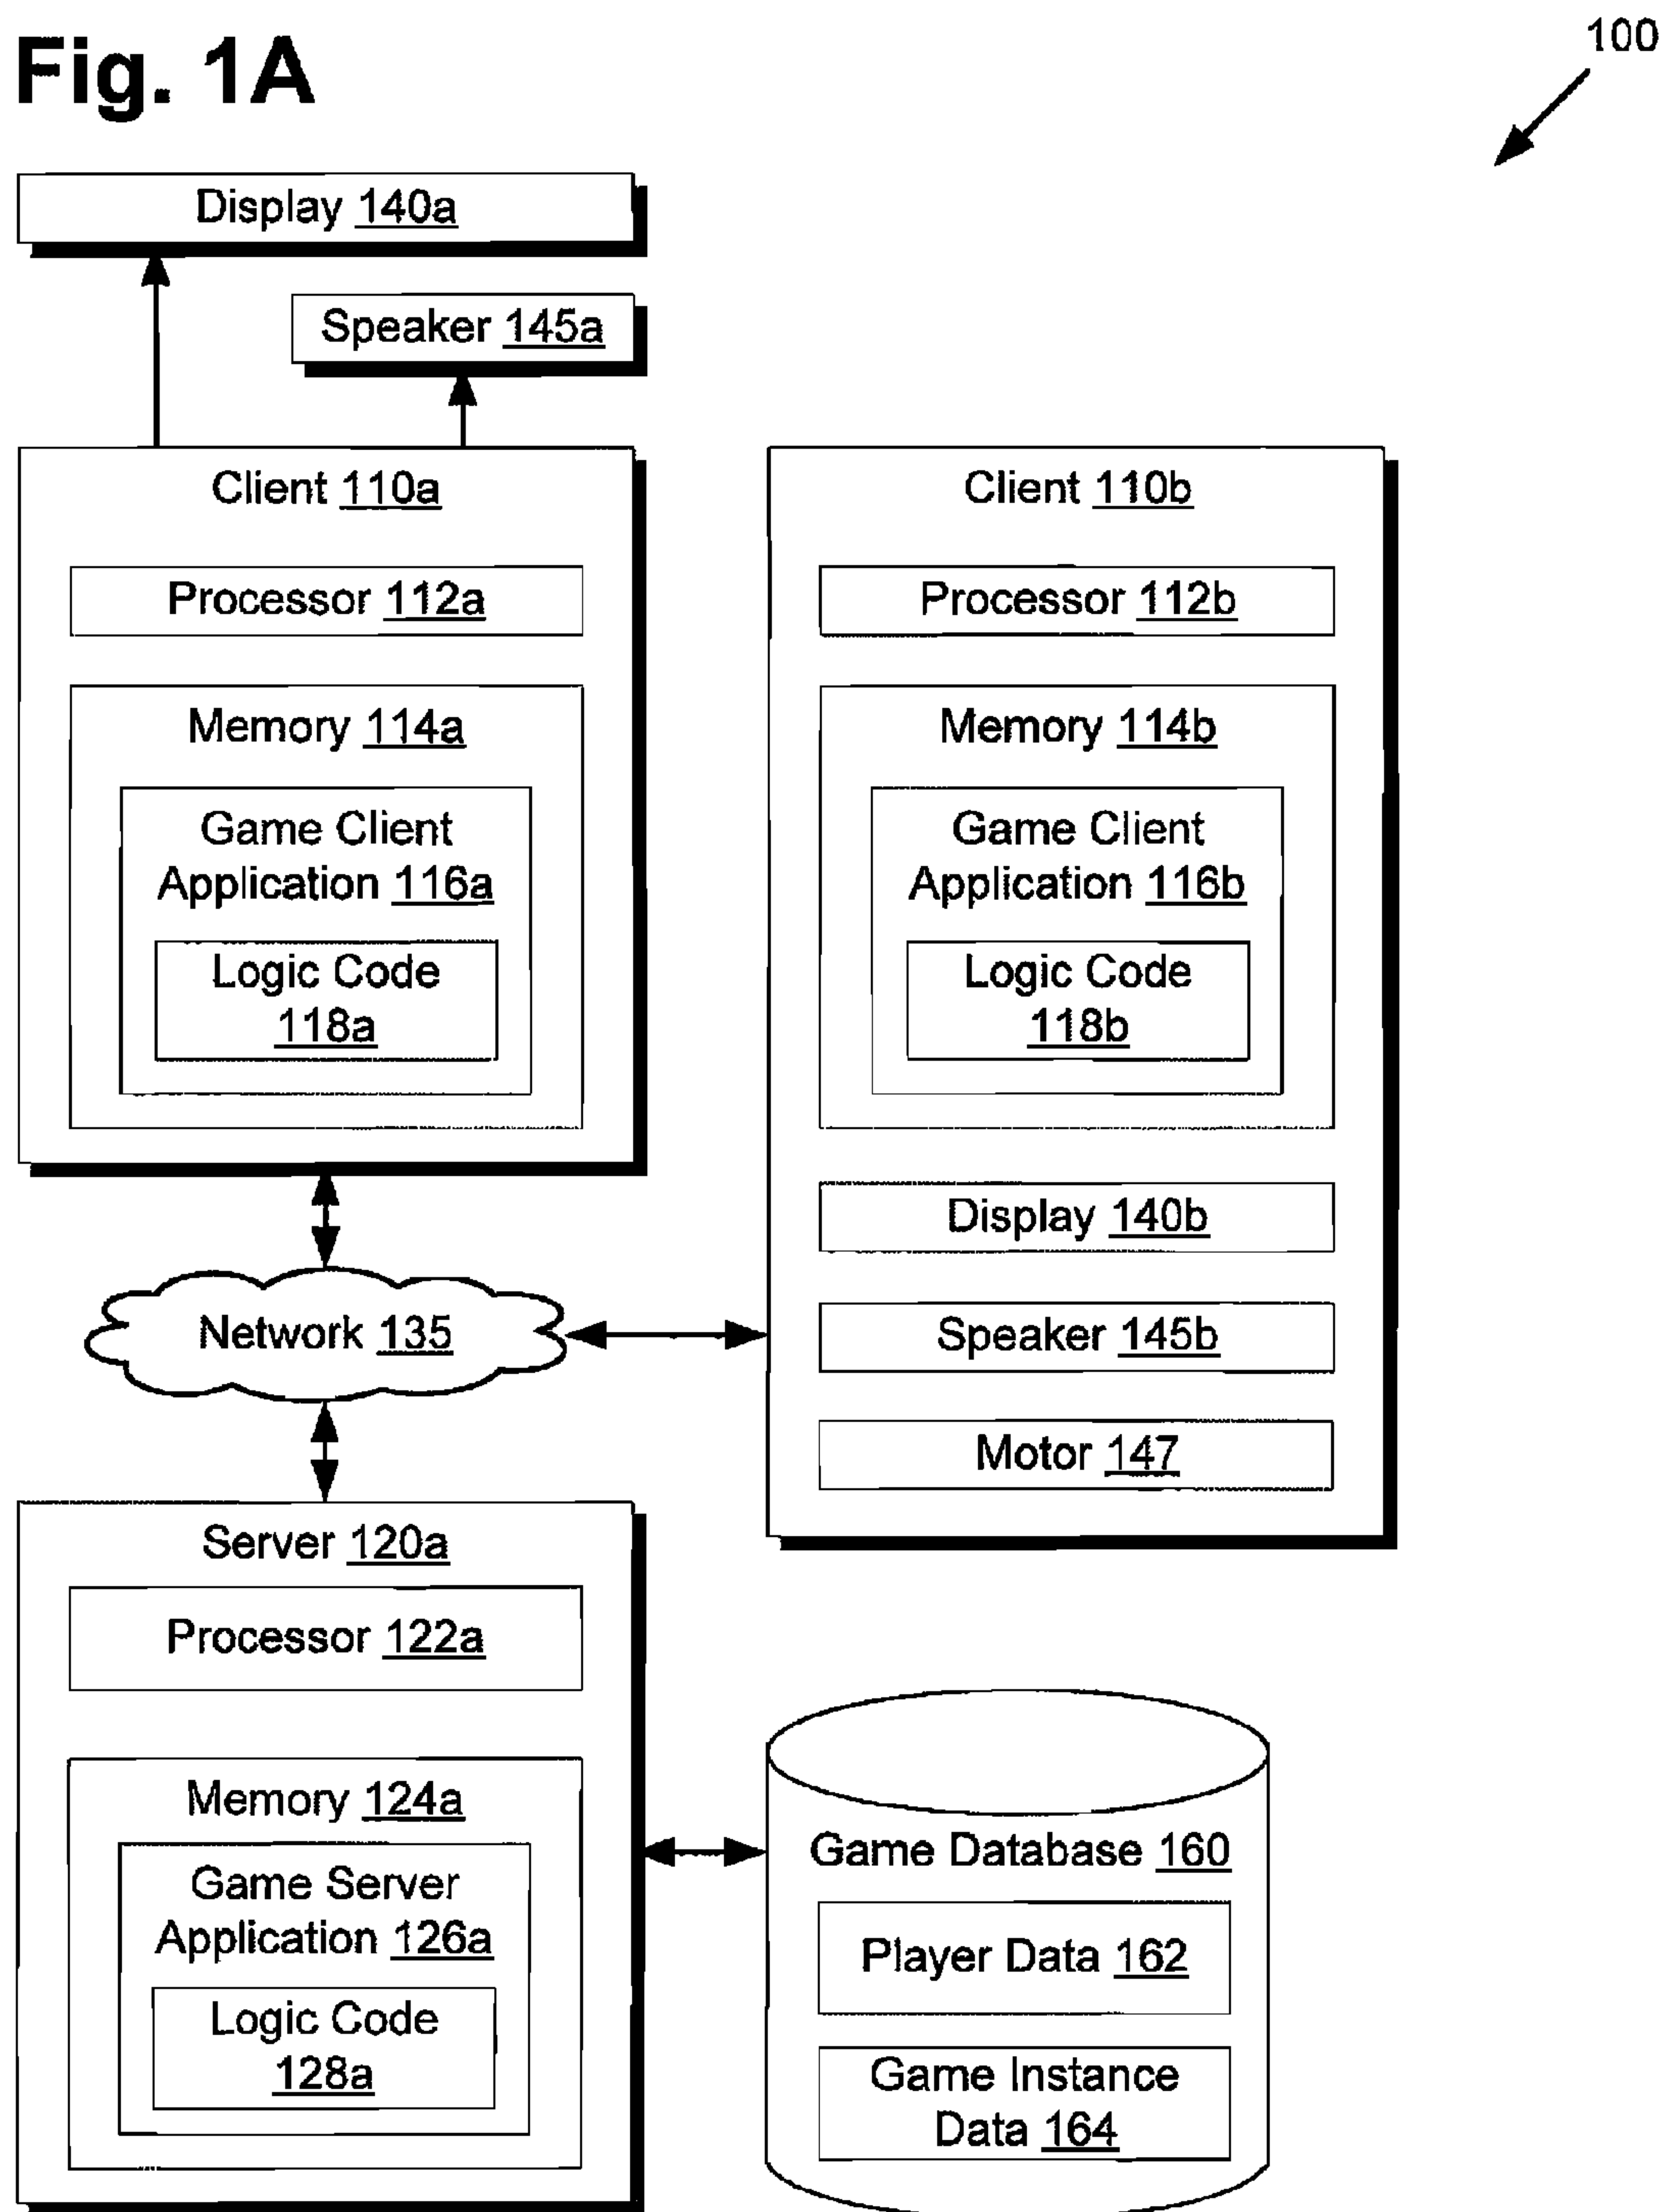 Fig. 1A
100
Display 140a
Speaker 145a
Client 110a
Processor 112a
Memory 114a
Game Client
Application 116a
Logic Code
118a
Client 110b
Processor 112b
Memory 114b
Game Client
Application 116b
Logic Code
118b
Display 140b
Speaker 145b
Motor 147
Network 135
Server 120a
Processor 122a
Memory 124a
Game Server
Application 126a
Logic Code
128a
Game Database 160
Player Data 162
Game Instance
Data 164